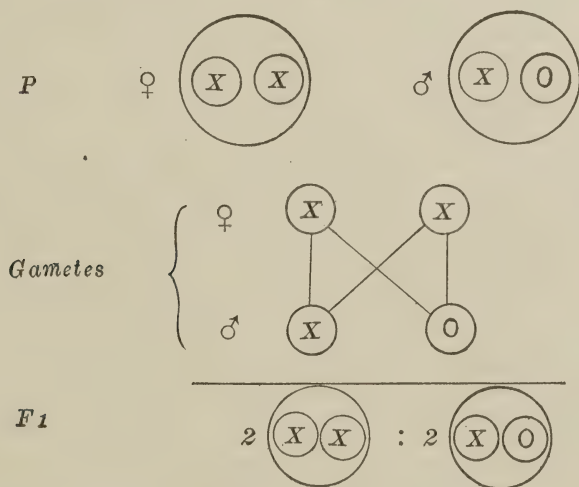 P ♀ X X ♂ X O
♀ X X
Gametes
♂ X O
F1 2 X X : 2 X O